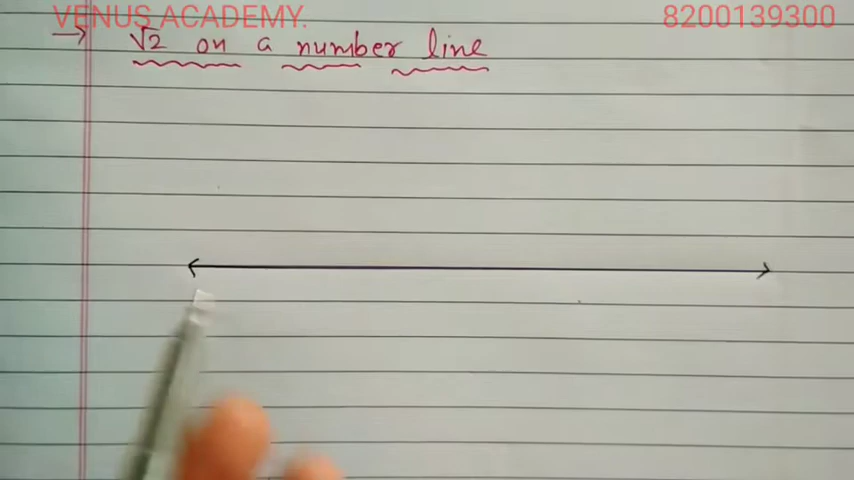 VENUS ACADEMY.
8200139300
→ √2 on a number line